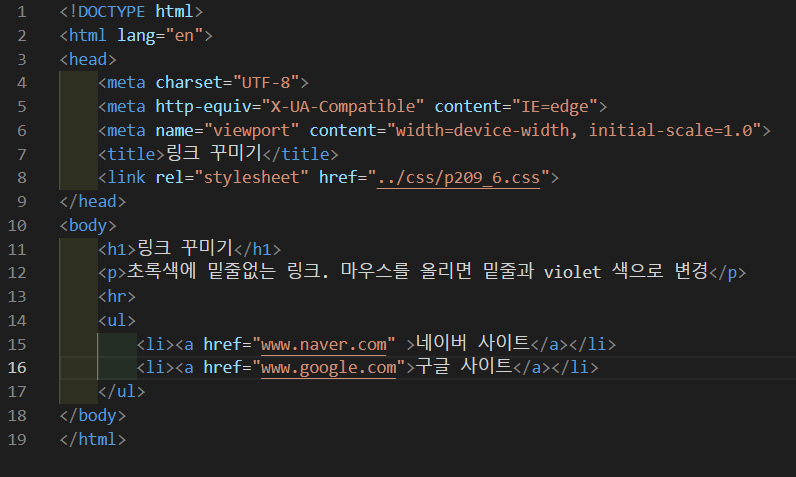 1 <!DOCTYPE html>
2 <html lang="en">
3 <head>
4     <meta charset="UTF-8">
5     <meta http-equiv="X-UA-Compatible" content="IE=edge">
6     <meta name="viewport" content="width=device-width, initial-scale=1.0">
7     <title>링크 꾸미기</title>
8     <link rel="stylesheet" href="../css/p209_6.css">
9 </head>
10 <body>
11     <h1>링크 꾸미기</h1>
12     <p>초록색에 밑줄없는 링크. 마우스를 올리면 밑줄과 violet 색으로 변경</p>
13     <hr>
14     <ul>
15         <li><a href="www.naver.com" >네이버 사이트</a></li>
16         <li><a href="www.google.com">구글 사이트</a></li>
17     </ul>
18 </body>
19 </html>